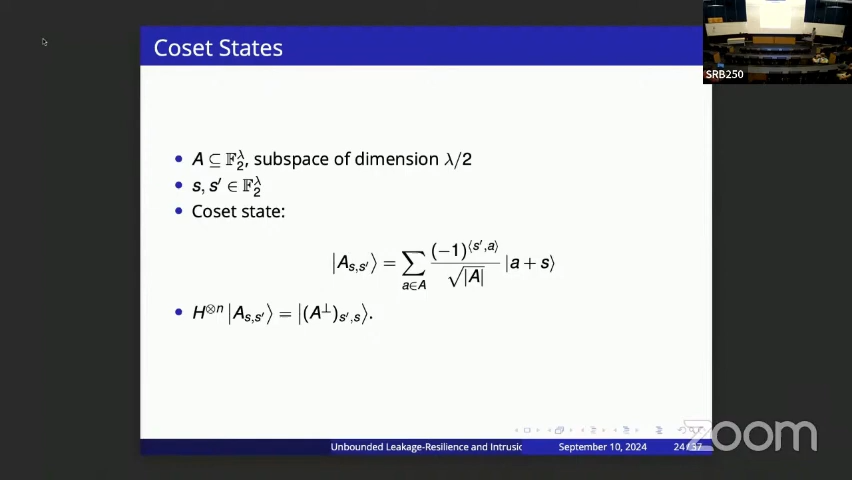 Coset States
SRB250
• A ⊆ 𝔽₂^λ, subspace of dimension λ/2
• s, s′ ∈ 𝔽₂^λ
• Coset state:
|A_{s,s′}⟩ = ∑_{a∈A} (−1)^{⟨s′,a⟩} / √|A| |a + s⟩
• H^{⊗n} |A_{s,s′}⟩ = |(A^⊥)_{s′,s}⟩.
Unbounded Leakage-Resilience and Intrusic September 10, 2024 24 / 37
zoom